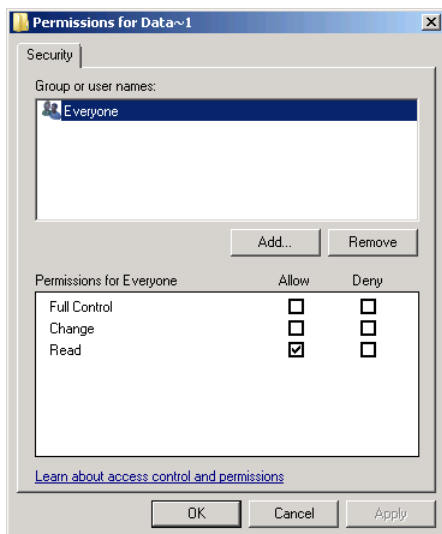 Permissions for Data~1
Security
Group or user names:
Everyone
Add... Remove
Permissions for Everyone Allow Deny
Full Control
Change
Read
Learn about access control and permissions
OK Cancel Apply